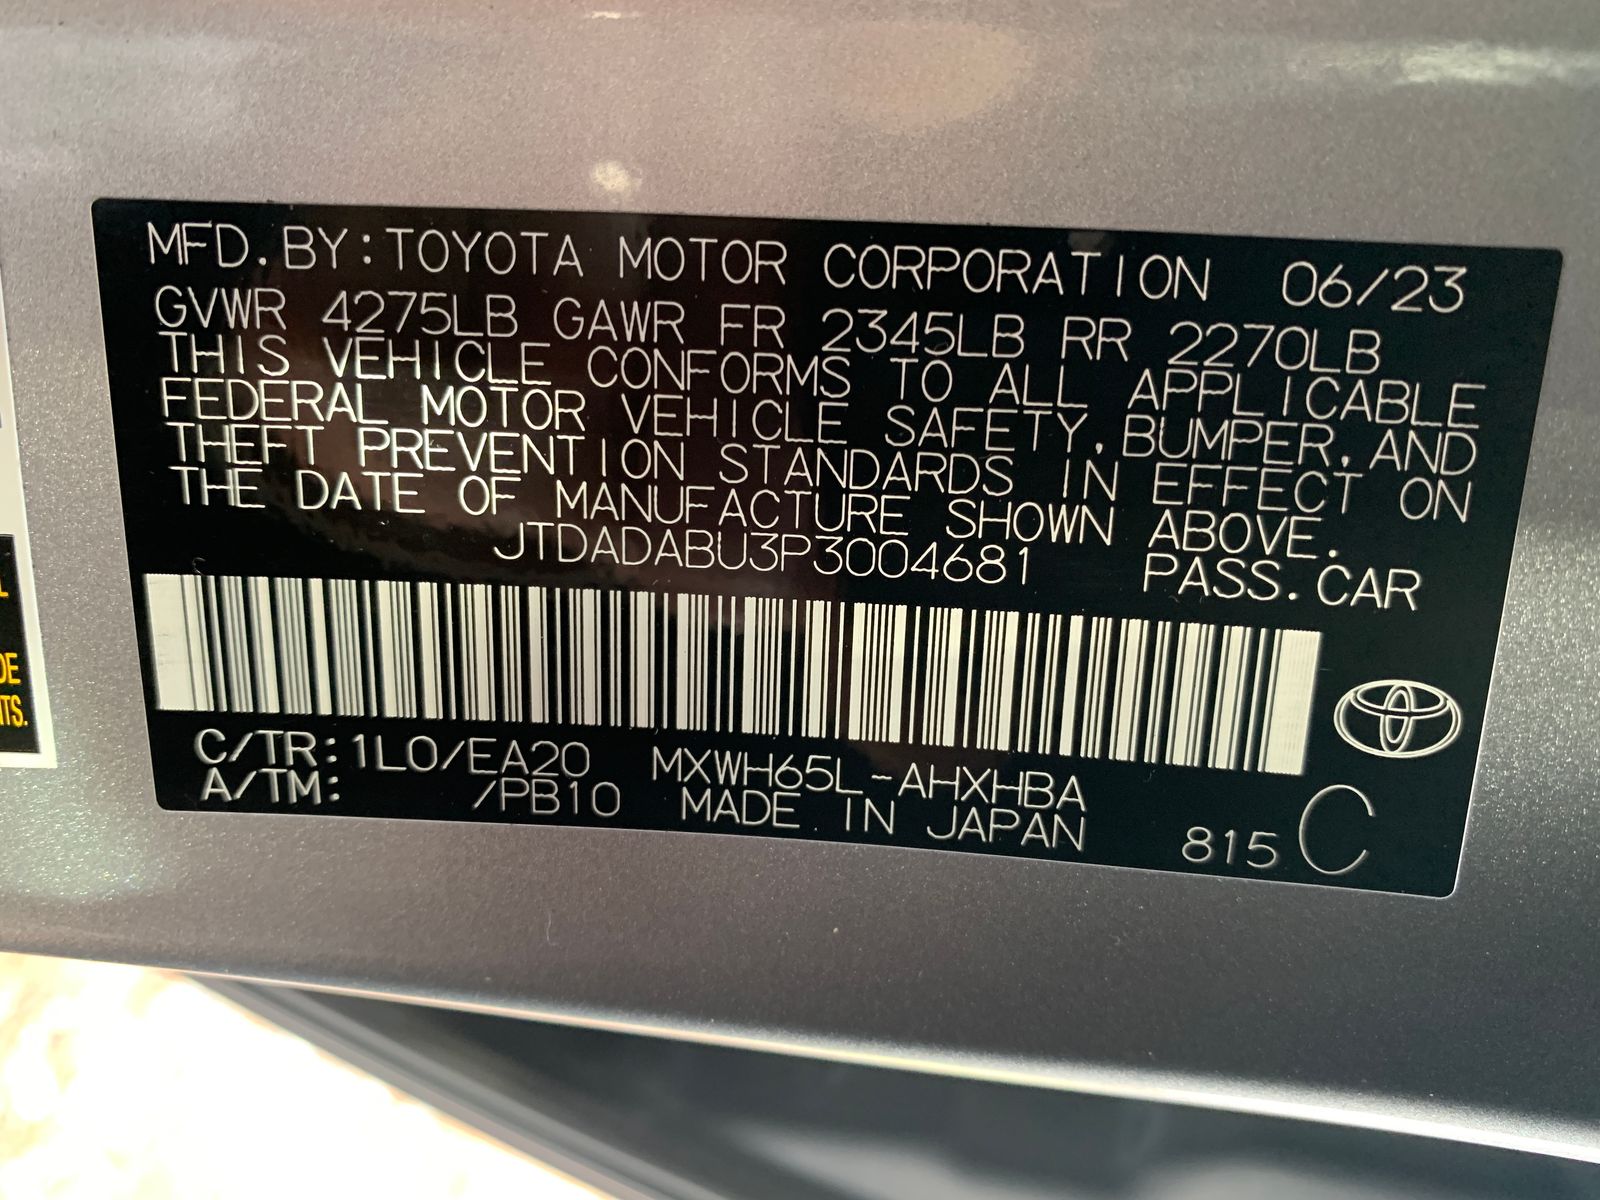 MFD. BY: TOYOTA MOTOR CORPORATION 06/23
GVWR 4275LB GAWR FR 2345LB RR 2270LB
THIS VEHICLE CONFORMS TO ALL APPLICABLE
FEDERAL MOTOR VEHICLE SAFETY, BUMPER, AND
THEFT PREVENTION STANDARDS IN EFFECT ON
THE DATE OF MANUFACTURE SHOWN ABOVE.
JTDADABU3P3004681 PASS. CAR
C/TR: 1L0/EA20 MXWH65L-AHXHBA
A/TM: /PB10 MADE IN JAPAN 815 C